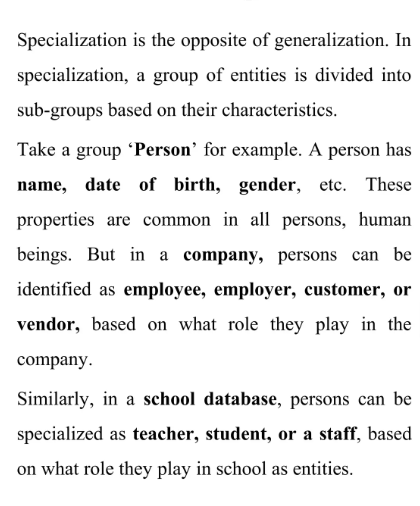 Specialization is the opposite of generalization. In
specialization, a group of entities is divided into
sub-groups based on their characteristics.
Take a group ‘Person’ for example. A person has
name, date of birth, gender, etc. These
properties are common in all persons, human
beings. But in a company, persons can be
identified as employee, employer, customer, or
vendor, based on what role they play in the
company.
Similarly, in a school database, persons can be
specialized as teacher, student, or a staff, based
on what role they play in school as entities.